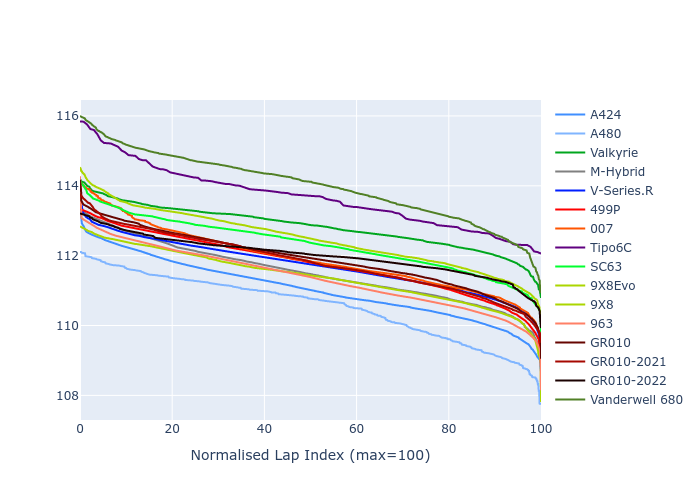 116
114
112
110
108
0 20 40 60 80 100
Normalised Lap Index (max=100)
A424
A480
Valkyrie
M-Hybrid
V-Series.R
499P
007
Tipo6C
SC63
9X8Evo
9X8
963
GR010
GR010-2021
GR010-2022
Vanderwell 680